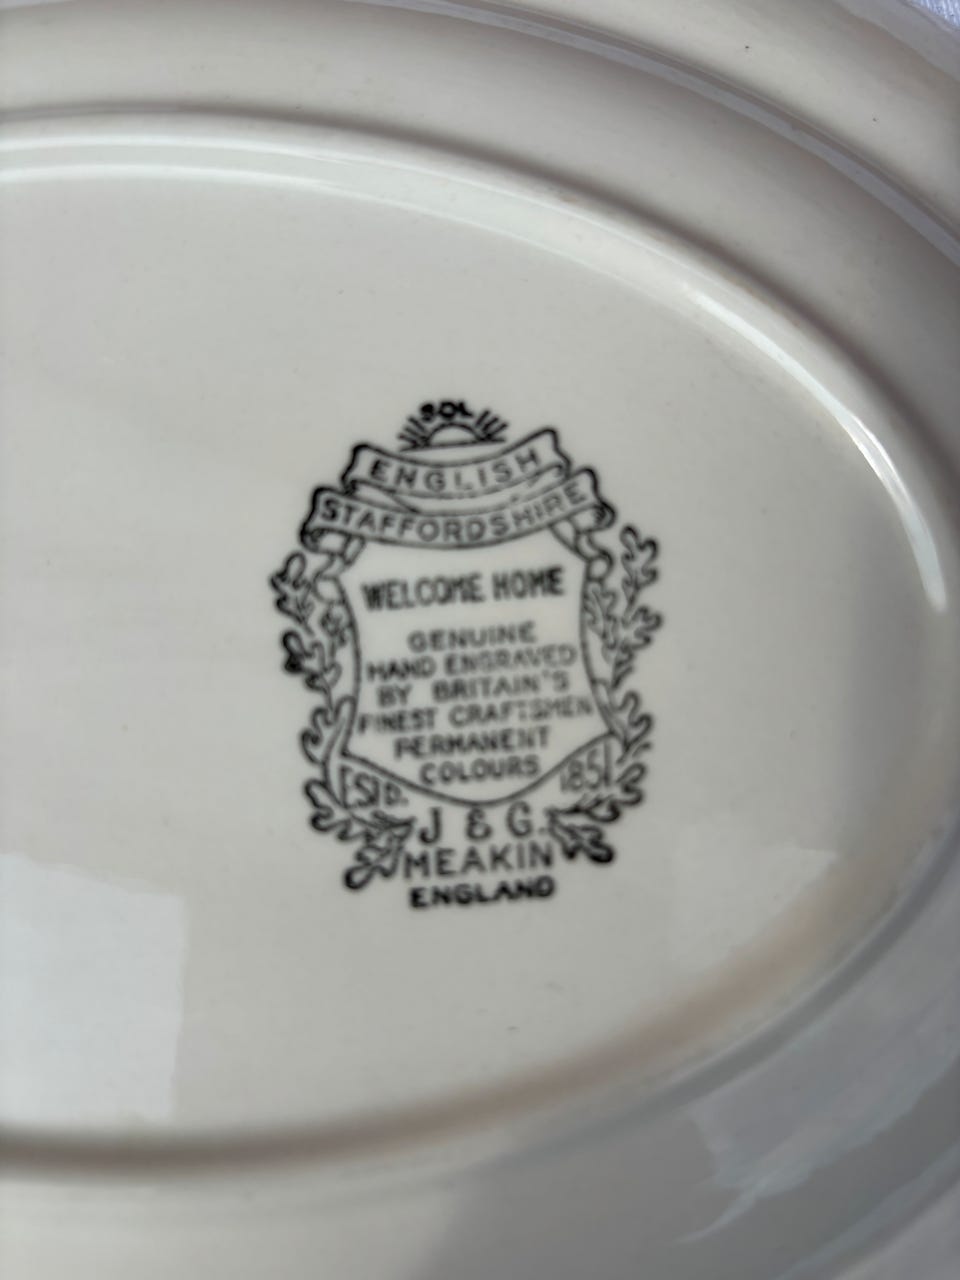 SOL
ENGLISH
STAFFORDSHIRE
WELCOME HOME
GENUINE
HAND ENGRAVED
BY BRITAIN'S
FINEST CRAFTSMEN
PERMANENT
COLOURS
ESTD. 1851
J & G.
MEAKIN
ENGLAND